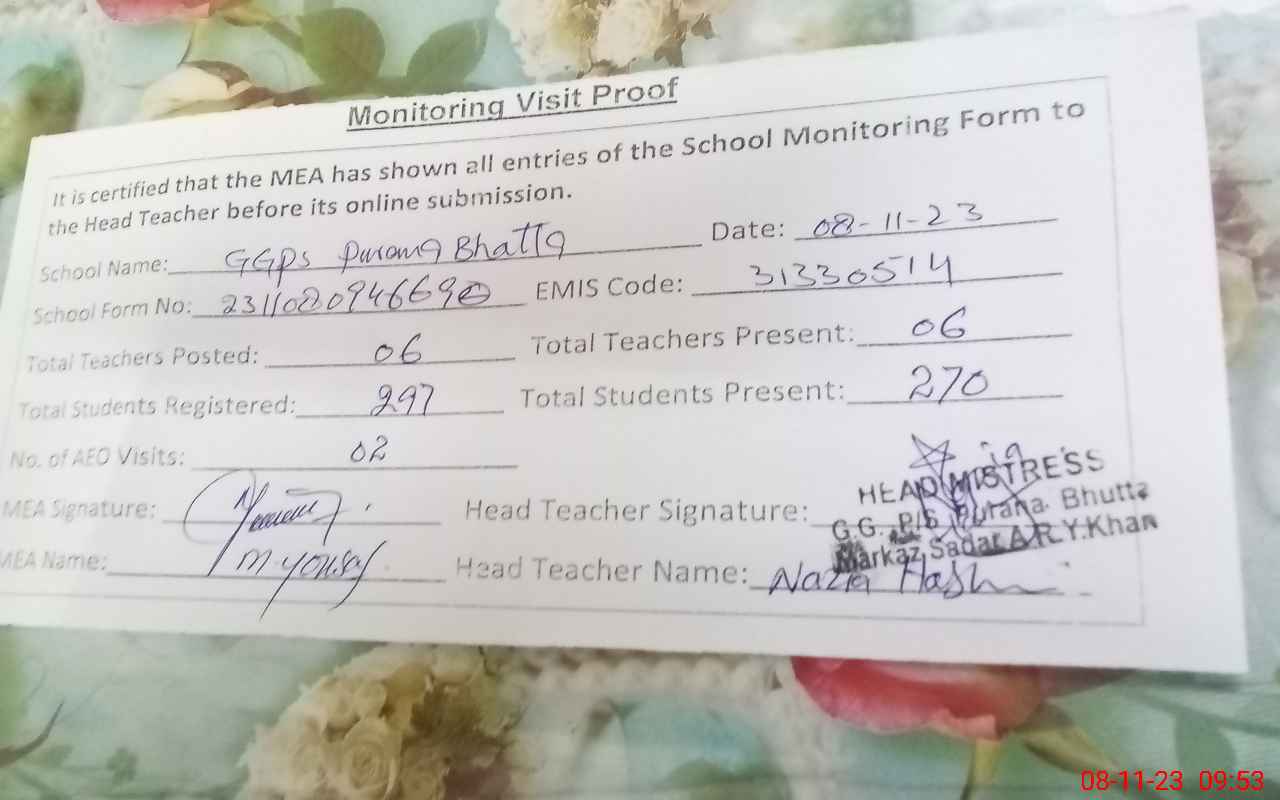 Monitoring Visit Proof
It is certified that the MEA has shown all entries of the School Monitoring Form to
the Head Teacher before its online submission.
School Name: GGPS Purana Bhatta Date: 08-11-23
School Form No: EMIS Code: 31330514
Total Teachers Posted: 06 Total Teachers Present: 06
Total Students Registered: 297 Total Students Present: 270
No. of AEO Visits: 02
MEA Signature: Head Teacher Signature:
HEAD MISTRESS
G.G. P/S Purana Bhutta
Markaz, Sadar A R.Y.Khan
MEA Name: M. Yousaf Head Teacher Name: Nazia
08-11-23 09:53